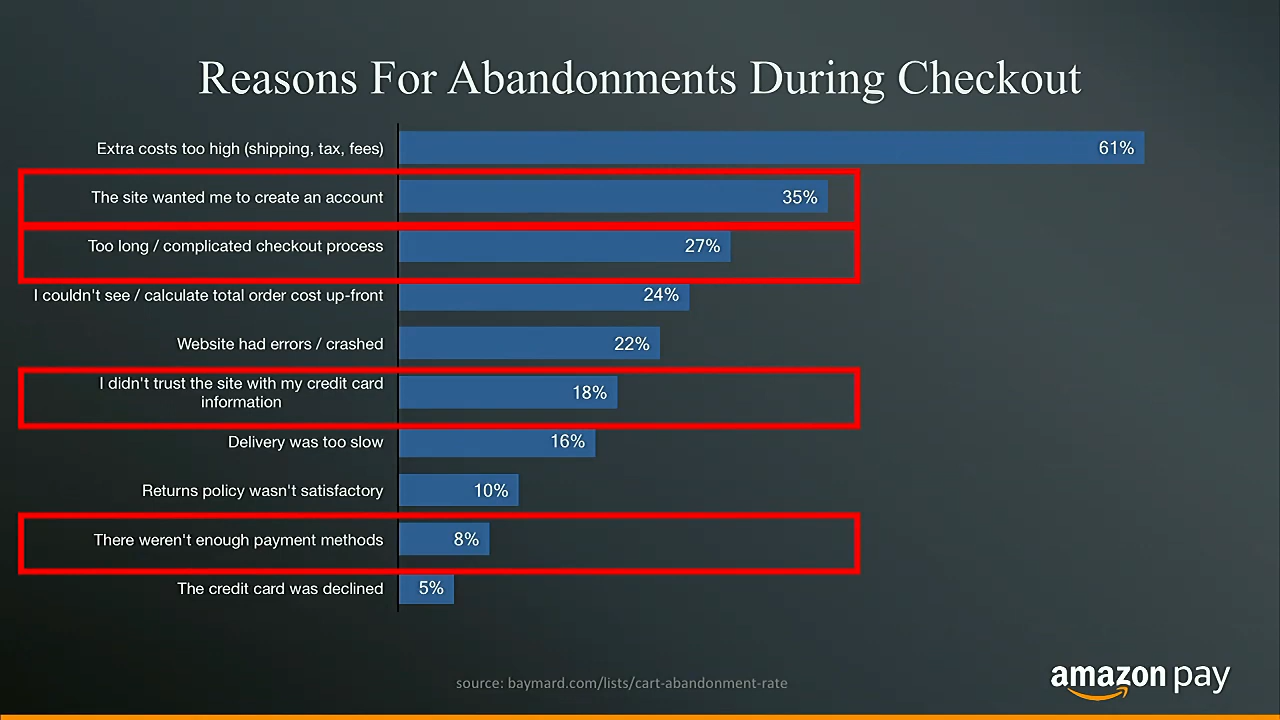 Reasons For Abandonments During Checkout
Extra costs too high (shipping, tax, fees)
61%
The site wanted me to create an account
35%
Too long / complicated checkout process
27%
I couldn't see / calculate total order cost up-front
24%
Website had errors / crashed
22%
I didn't trust the site with my credit card
information
18%
Delivery was too slow
16%
Returns policy wasn't satisfactory
10%
There weren't enough payment methods
8%
The credit card was declined
5%
source: baymard.com/lists/cart-abandonment-rate
amazon pay